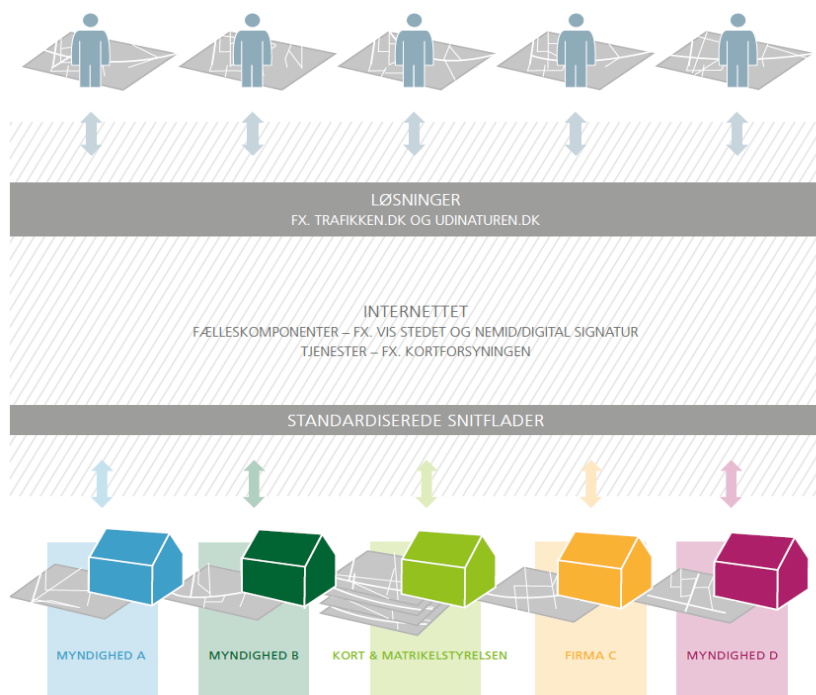 LØSNINGER
FX. TRAFIKKEN.DK OG UDINATUREN.DK
INTERNETTET
FÆLLESKOMPONENTER – FX. VIS STEDET OG NEMID/DIGITAL SIGNATUR
TJENESTER – FX. KORTFORSYNINGEN
STANDARDISEREDE SNITFLADER
MYNDIGHED A
MYNDIGHED B
KORT & MATRIKELSTYRELSEN
FIRMA C
MYNDIGHED D